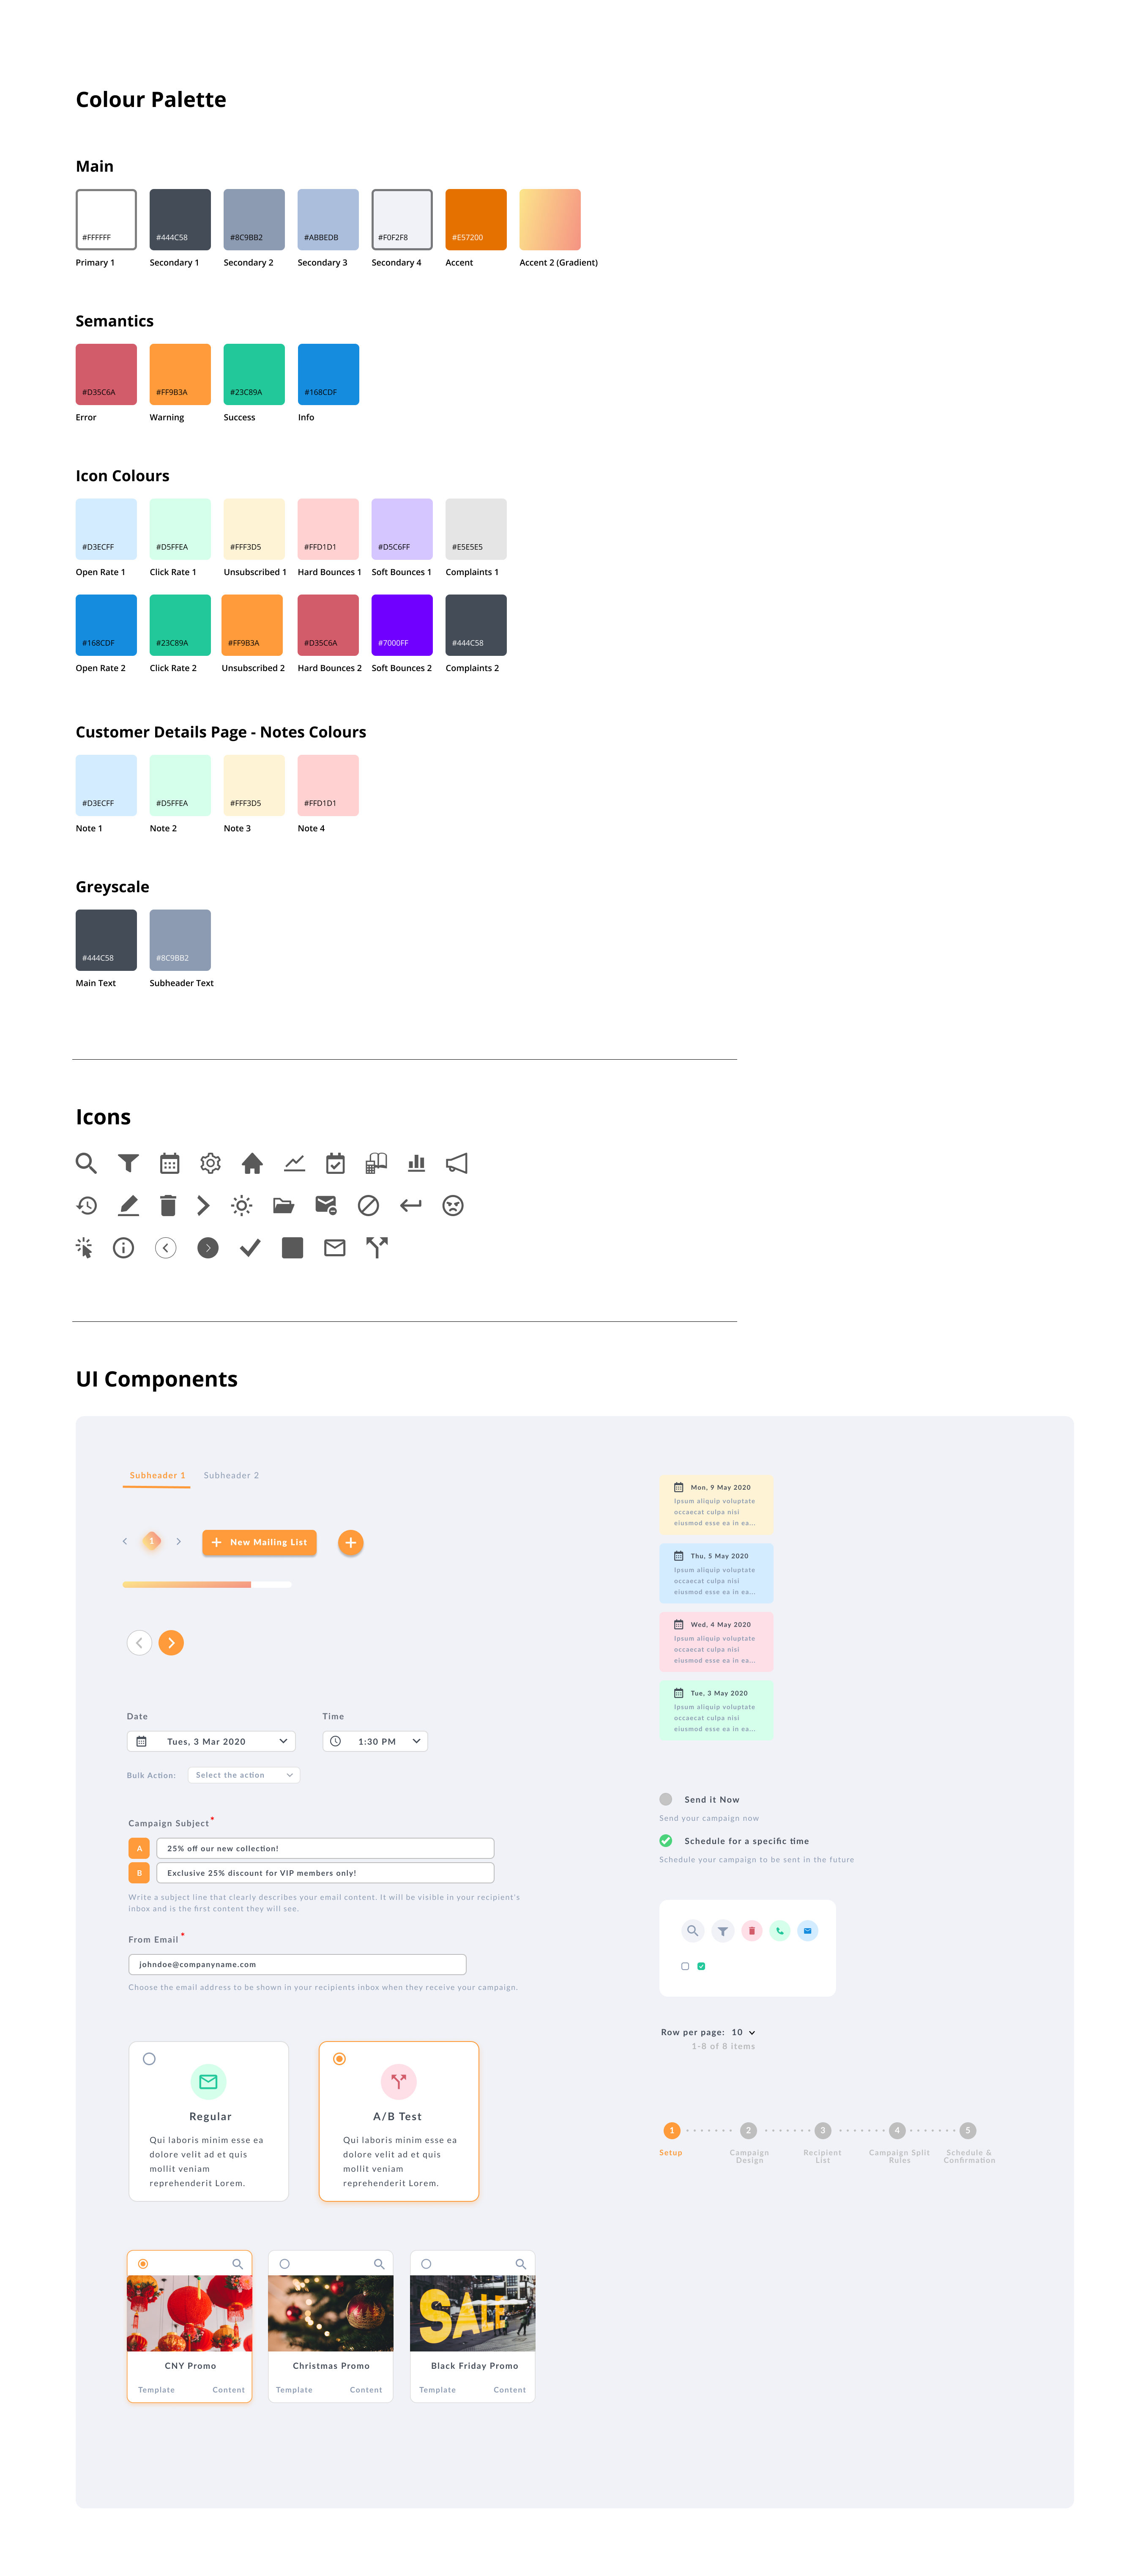 Colour Palette
Main
#FFFFFF
#444C58
#8C9BB2
#ABBEDB
#F0F2F8
#E57200
Primary 1
Secondary 1
Secondary 2
Secondary 3
Secondary 4
Accent
Accent 2 (Gradient)
Semantics
#D35C6A
#FF9B3A
#23C89A
#168CDF
Error
Warning
Success
Info
Icon Colours
#D3ECFF
#D5FFEA
#FFF3D5
#FFD1D1
#D5C6FF
#E5E5E5
Open Rate 1
Click Rate 1
Unsubscribed 1
Hard Bounces 1
Soft Bounces 1
Complaints 1
#168CDF
#23C89A
#FF9B3A
#D35C6A
#7000FF
#444C58
Open Rate 2
Click Rate 2
Unsubscribed 2
Hard Bounces 2
Soft Bounces 2
Complaints 2
Customer Details Page - Notes Colours
#D3ECFF
#D5FFEA
#FFF3D5
#FFD1D1
Note 1
Note 2
Note 3
Note 4
Greyscale
#444C58
#8C9BB2
Main Text
Subheader Text
Icons
UI Components
Subheader 1
Subheader 2
1
New Mailing List
Date
Time
Tues, 3 Mar 2020
1:30 PM
Bulk Action:
Select the action
Campaign Subject*
A
25% off our new collection!
B
Exclusive 25% discount for VIP members only!
Write a subject line that clearly describes your email content. It will be visible in your recipient's
inbox and is the first content they will see.
From Email*
johndoe@companyname.com
Choose the email address to be shown in your recipients inbox when they receive your campaign.
Regular
Qui laboris minim esse ea
dolore velit ad et quis
mollit veniam
reprehenderit Lorem.
A/B Test
Qui laboris minim esse ea
dolore velit ad et quis
mollit veniam
reprehenderit Lorem.
CNY Promo
Template
Content
Christmas Promo
Template
Content
SALE
Black Friday Promo
Template
Content
Mon, 9 May 2020
Ipsum aliquip voluptate
occaecat culpa nisi
eiusmod esse ea in ea...
Thu, 5 May 2020
Ipsum aliquip voluptate
occaecat culpa nisi
eiusmod esse ea in ea...
Wed, 4 May 2020
Ipsum aliquip voluptate
occaecat culpa nisi
eiusmod esse ea in ea...
Tue, 3 May 2020
Ipsum aliquip voluptate
occaecat culpa nisi
eiusmod esse ea in ea...
Send it Now
Send your campaign now
Schedule for a specific time
Schedule your campaign to be sent in the future
Row per page: 10
1-8 of 8 items
1
2
3
4
5
Setup
Campaign
Design
Recipient
List
Campaign Split
Rules
Schedule &
Confirmation